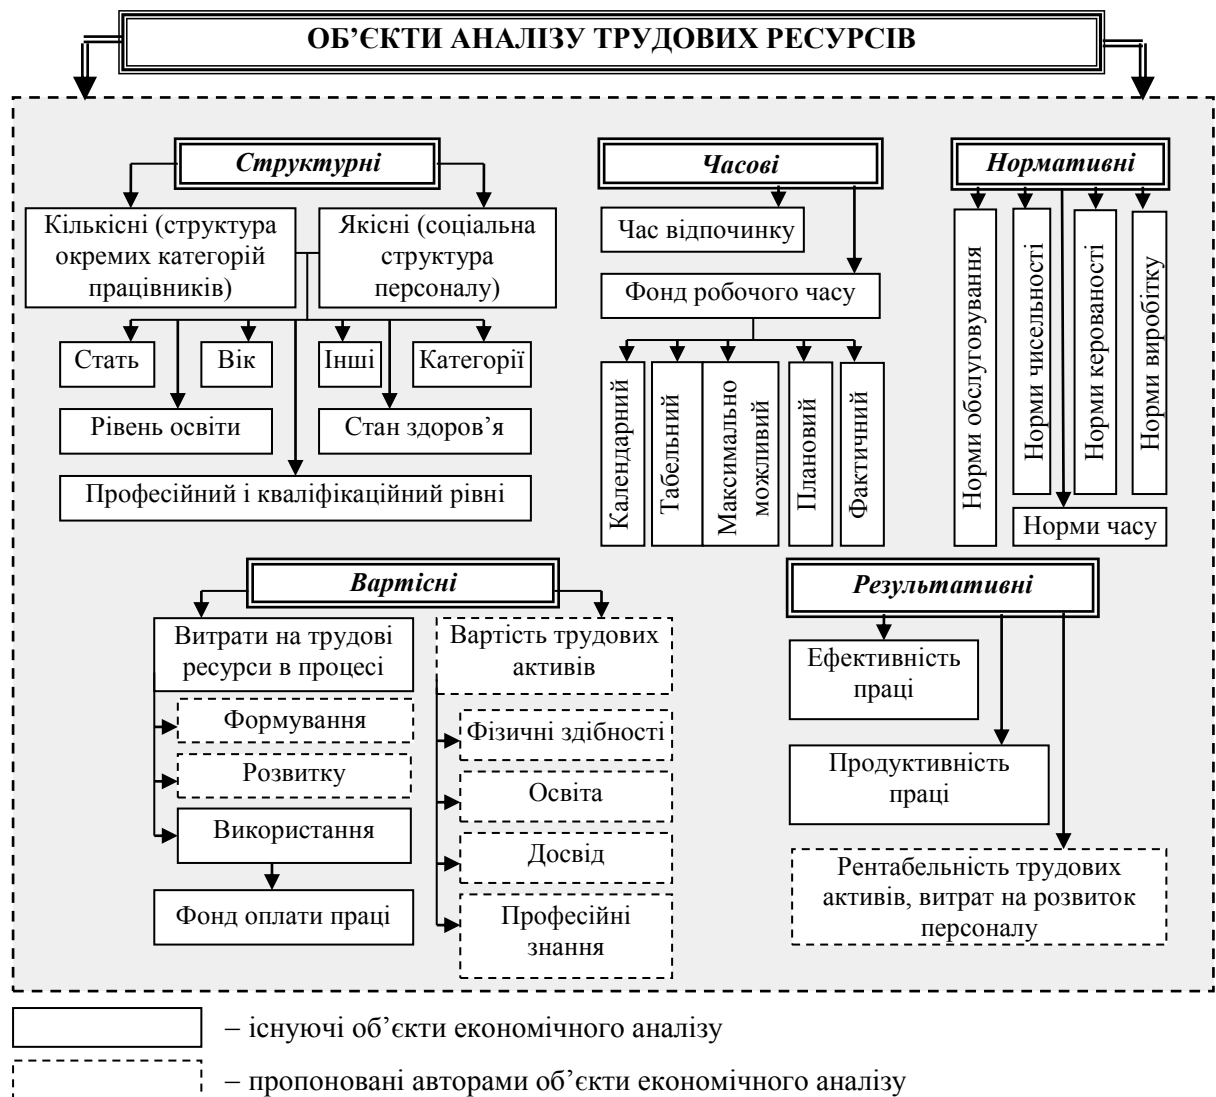 ОБ’ЄКТИ АНАЛІЗУ ТРУДОВИХ РЕСУРСІВ
Структурні
Кількісні (структура
окремих категорій
працівників)
Якісні (соціальна
структура
персоналу)
Стать
Вік
Інші
Категорії
Рівень освіти
Стан здоров’я
Професійний і кваліфікаційний рівні
Часові
Час відпочинку
Фонд робочого часу
Календарний
Табельний
Максимально
можливий
Плановий
Фактичний
Нормативні
Норми обслуговування
Норми чисельності
Норми керованості
Норми виробітку
Норми часу
Вартісні
Витрати на трудові
ресурси в процесі
Формування
Розвитку
Використання
Фонд оплати праці
Вартість трудових
активів
Фізичні здібності
Освіта
Досвід
Професійні
знання
Результативні
Ефективність
праці
Продуктивність
праці
Рентабельність трудових
активів, витрат на розвиток
персоналу
– існуючі об’єкти економічного аналізу
– пропоновані авторами об’єкти економічного аналізу